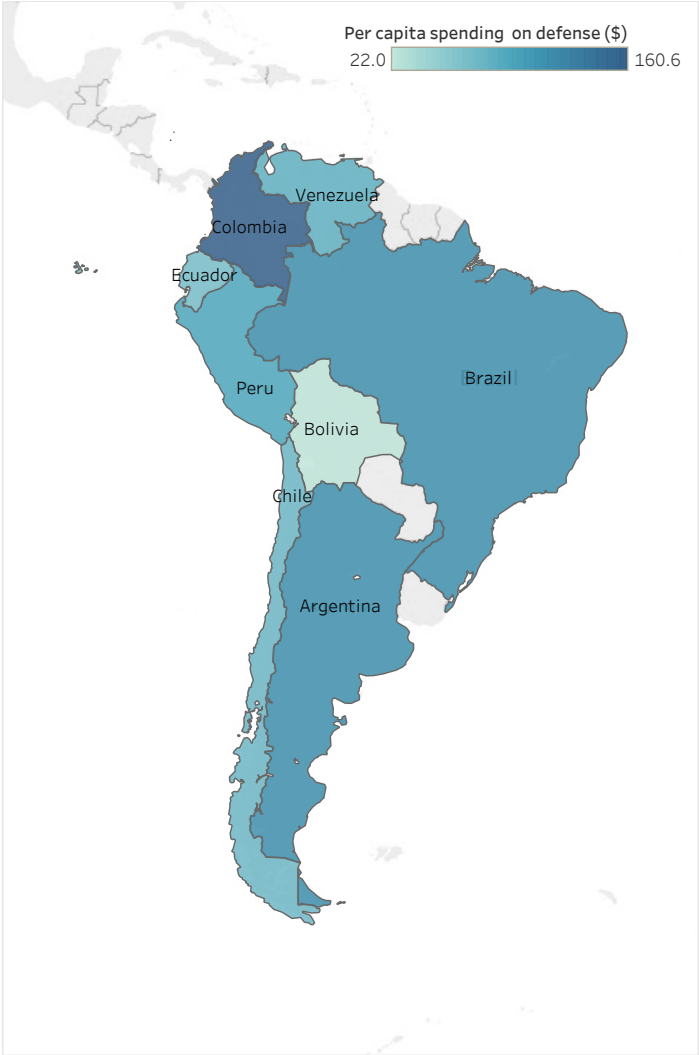 Per capita spending on defense ($)
22.0 160.6
Venezuela
Colombia
Ecuador
Brazil
Peru
Bolivia
Chile
Argentina